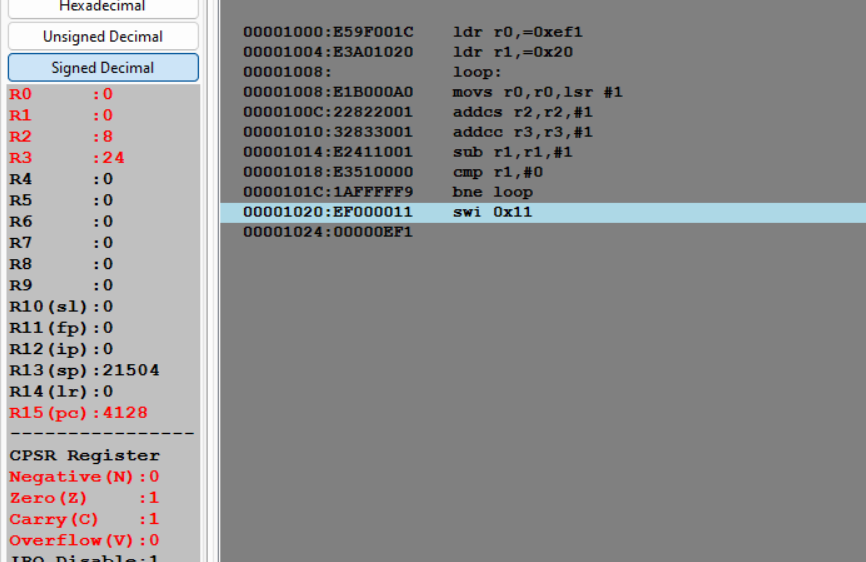 Hexadecimal
Unsigned Decimal
Signed Decimal
R0      :0
R1      :0
R2      :8
R3      :24
R4      :0
R5      :0
R6      :0
R7      :0
R8      :0
R9      :0
R10(sl):0
R11(fp):0
R12(ip):0
R13(sp):21504
R14(lr):0
R15(pc):4128
-----------------
CPSR Register
Negative(N):0
Zero(Z)    :1
Carry(C)   :1
Overflow(V):0
IRQ Disable:1
00001000:E59F001C    ldr r0,=0xef1
00001004:E3A01020    ldr r1,=0x20
00001008:            loop:
00001008:E1B000A0    movs r0,r0,lsr #1
0000100C:22822001    addcs r2,r2,#1
00001010:32833001    addcc r3,r3,#1
00001014:E2411001    sub r1,r1,#1
00001018:E3510000    cmp r1,#0
0000101C:1AFFFFF9    bne loop
00001020:EF000011    swi 0x11
00001024:00000EF1